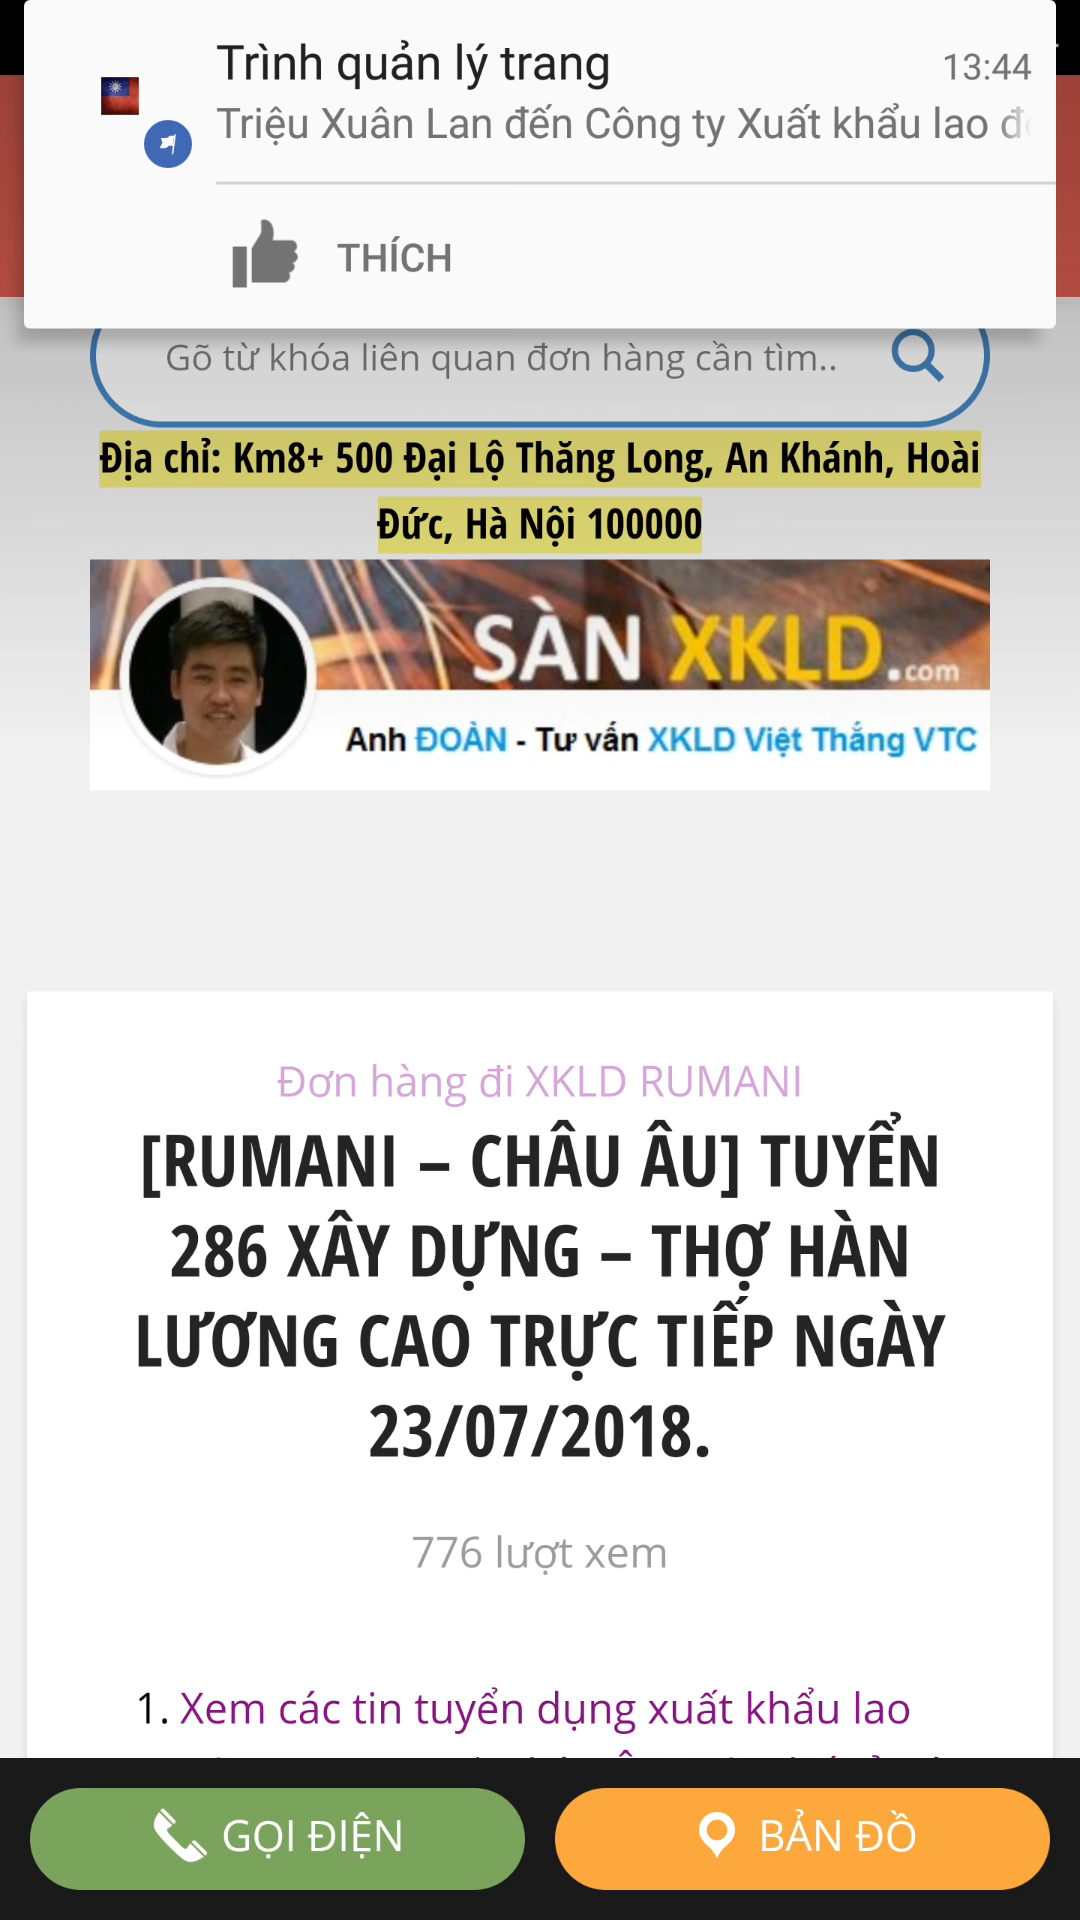 Trình quản lý trang
13:44
Triệu Xuân Lan đến Công ty Xuất khẩu lao
THÍCH
Gõ từ khóa liên quan đơn hàng cần tìm..
Địa chỉ: Km8+ 500 Đại Lộ Thăng Long, An Khánh, Hoài
Đức, Hà Nội 100000
SÀN XKLD.com
Anh ĐOÀN - Tư vấn XKLD Việt Thắng VTC
Đơn hàng đi XKLD RUMANI
[RUMANI – CHÂU ÂU] TUYỂN
286 XÂY DỰNG – THỢ HÀN
LƯƠNG CAO TRỰC TIẾP NGÀY
23/07/2018.
776 lượt xem
1. Xem các tin tuyển dụng xuất khẩu lao
GỌI ĐIỆN
BẢN ĐỒ